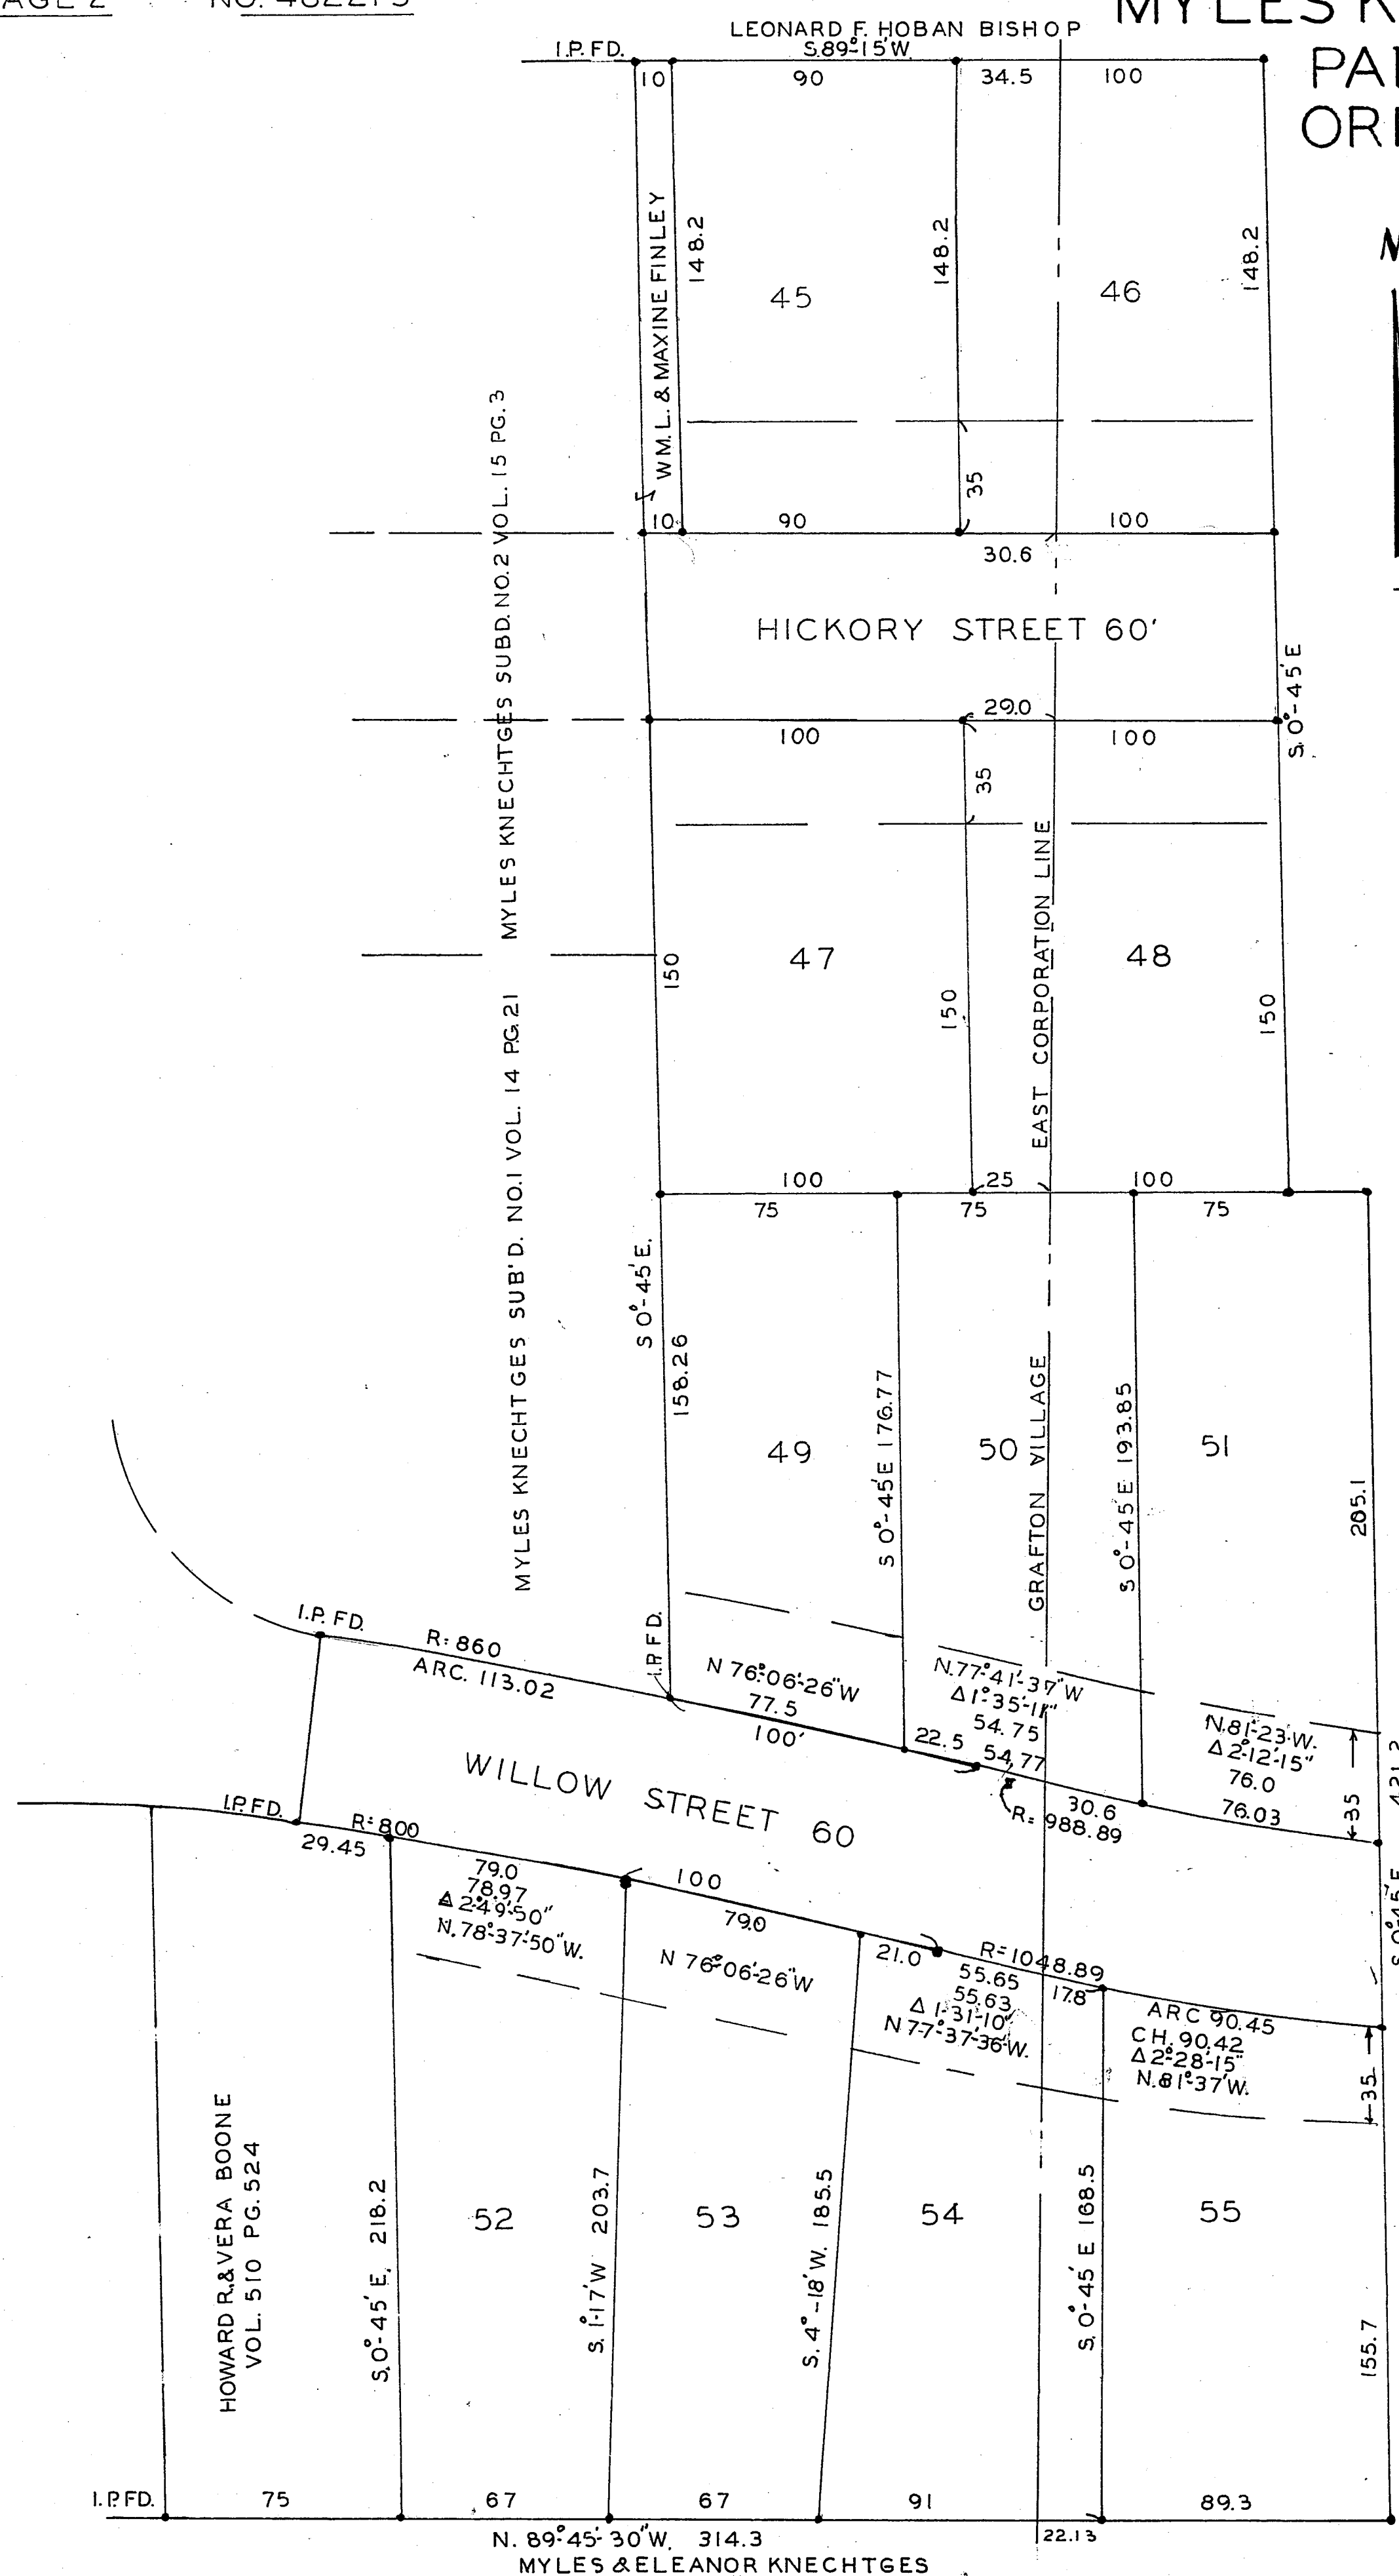 NO. 482275
MYLES K
LEONARD F. HOBAN BISHOP
I.P. FD.
S.89°-15'W.
10
90
34.5
100
WM. L. & MAXINE FINLEY
148.2
148.2
148.2
45
46
35
10
90
100
30.6
HICKORY STREET 60'
S. 0°-45' E
29.0
100
100
35
MYLES KNECHTGES SUBD. NO. 2 VOL. 15 PG. 3
MYLES KNECHTGES SUB'D. NO. 1 VOL. 14 PG. 21
47
48
150
150
150
EAST CORPORATION LINE
100
25
100
75
75
75
S 0°-45' E.
158.26
S 0°-45' E 176.77
S 0°-45' E 193.85
49
50
51
GRAFTON VILLAGE
I.P. FD.
R= 860
ARC. 113.02
I.P. FD.
N 76°-06'-26" W
77.5
100'
22.5
N. 77°-41'-37" W
Δ 1°-35'-11"
54.75
54.77
R= 988.89
30.6
N. 81°-23' W.
Δ 2°-12'-15"
76.0
76.03
35
WILLOW STREET 60
I.P. FD.
R= 800
29.45
79.0
78.97
Δ 2°-49'-50"
N. 78°-37'-50" W.
100
79.0
N 76°-06'-26" W
21.0
R= 1048.89
55.65
55.63
Δ 1-31-10"
N 77°-37'-36" W.
17.8
ARC 90.45
CH. 90.42
Δ 2°-28'-15"
N. 81°-37' W.
35
HOWARD R. & VERA BOONE
VOL. 510 PG. 524
S. 0°-45' E. 218.2
52
S. 1°-17' W 203.7
53
S. 4°-18' W. 185.5
54
S. 0°-45' E 168.5
55
155.7
I.P. FD.
75
67
67
91
89.3
N. 89°-45'-30" W. 314.3
22.13
MYLES & ELEANOR KNECHTGES